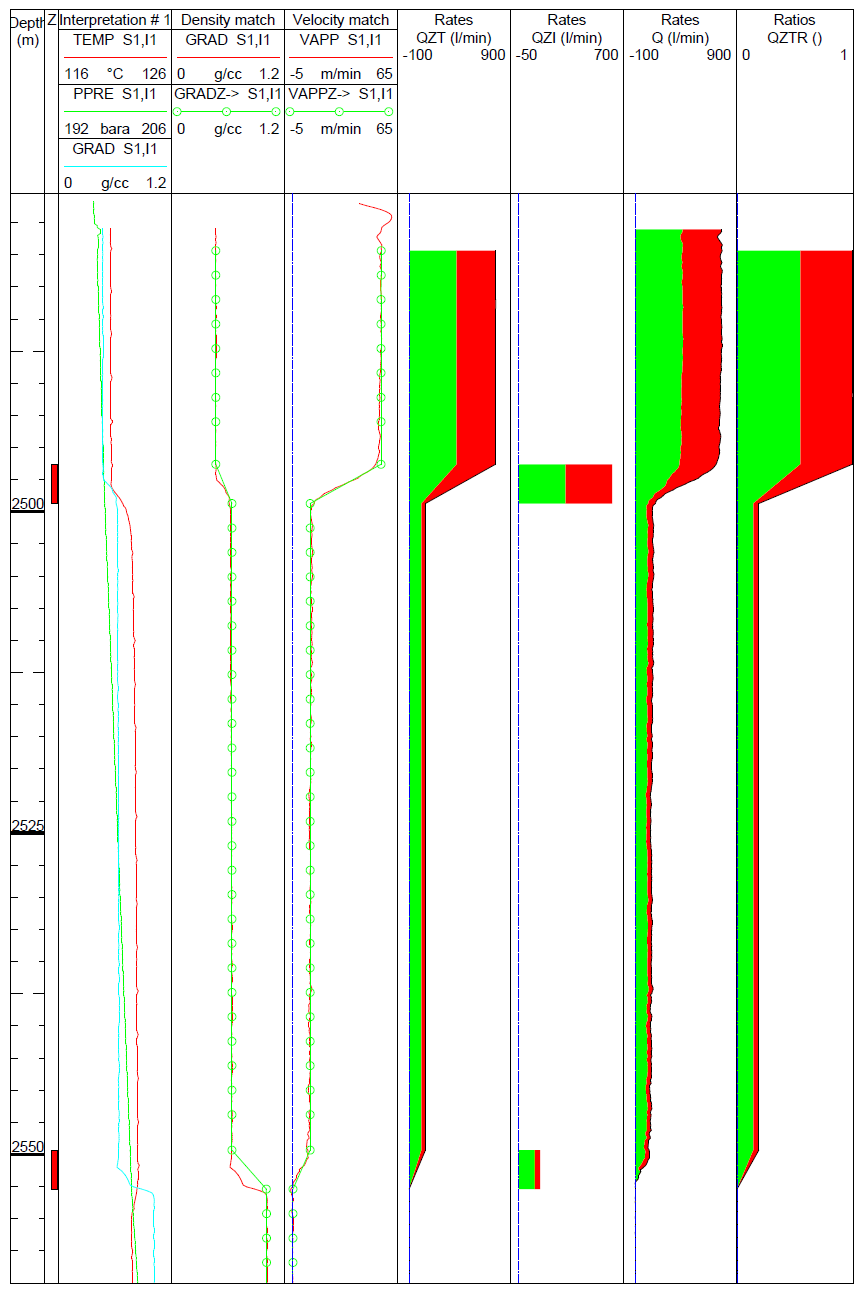 Depth Z Interpretation # 1 Density match Velocity match Rates Rates Rates Ratios
(m) TEMP S1,I1 GRAD S1,I1 VAPP S1,I1 QZT (l/min) QZI (l/min) Q (l/min) QZTR ()
-100 900 -50 700 -100 900 0 1
116 °C 126 0 g/cc 1.2 -5 m/min 65
PPRE S1,I1 GRADZ-> S1,I1 VAPPZ-> S1,I1
192 bara 206 0 g/cc 1.2 -5 m/min 65
GRAD S1,I1
0 g/cc 1.2
2500
2525
2550